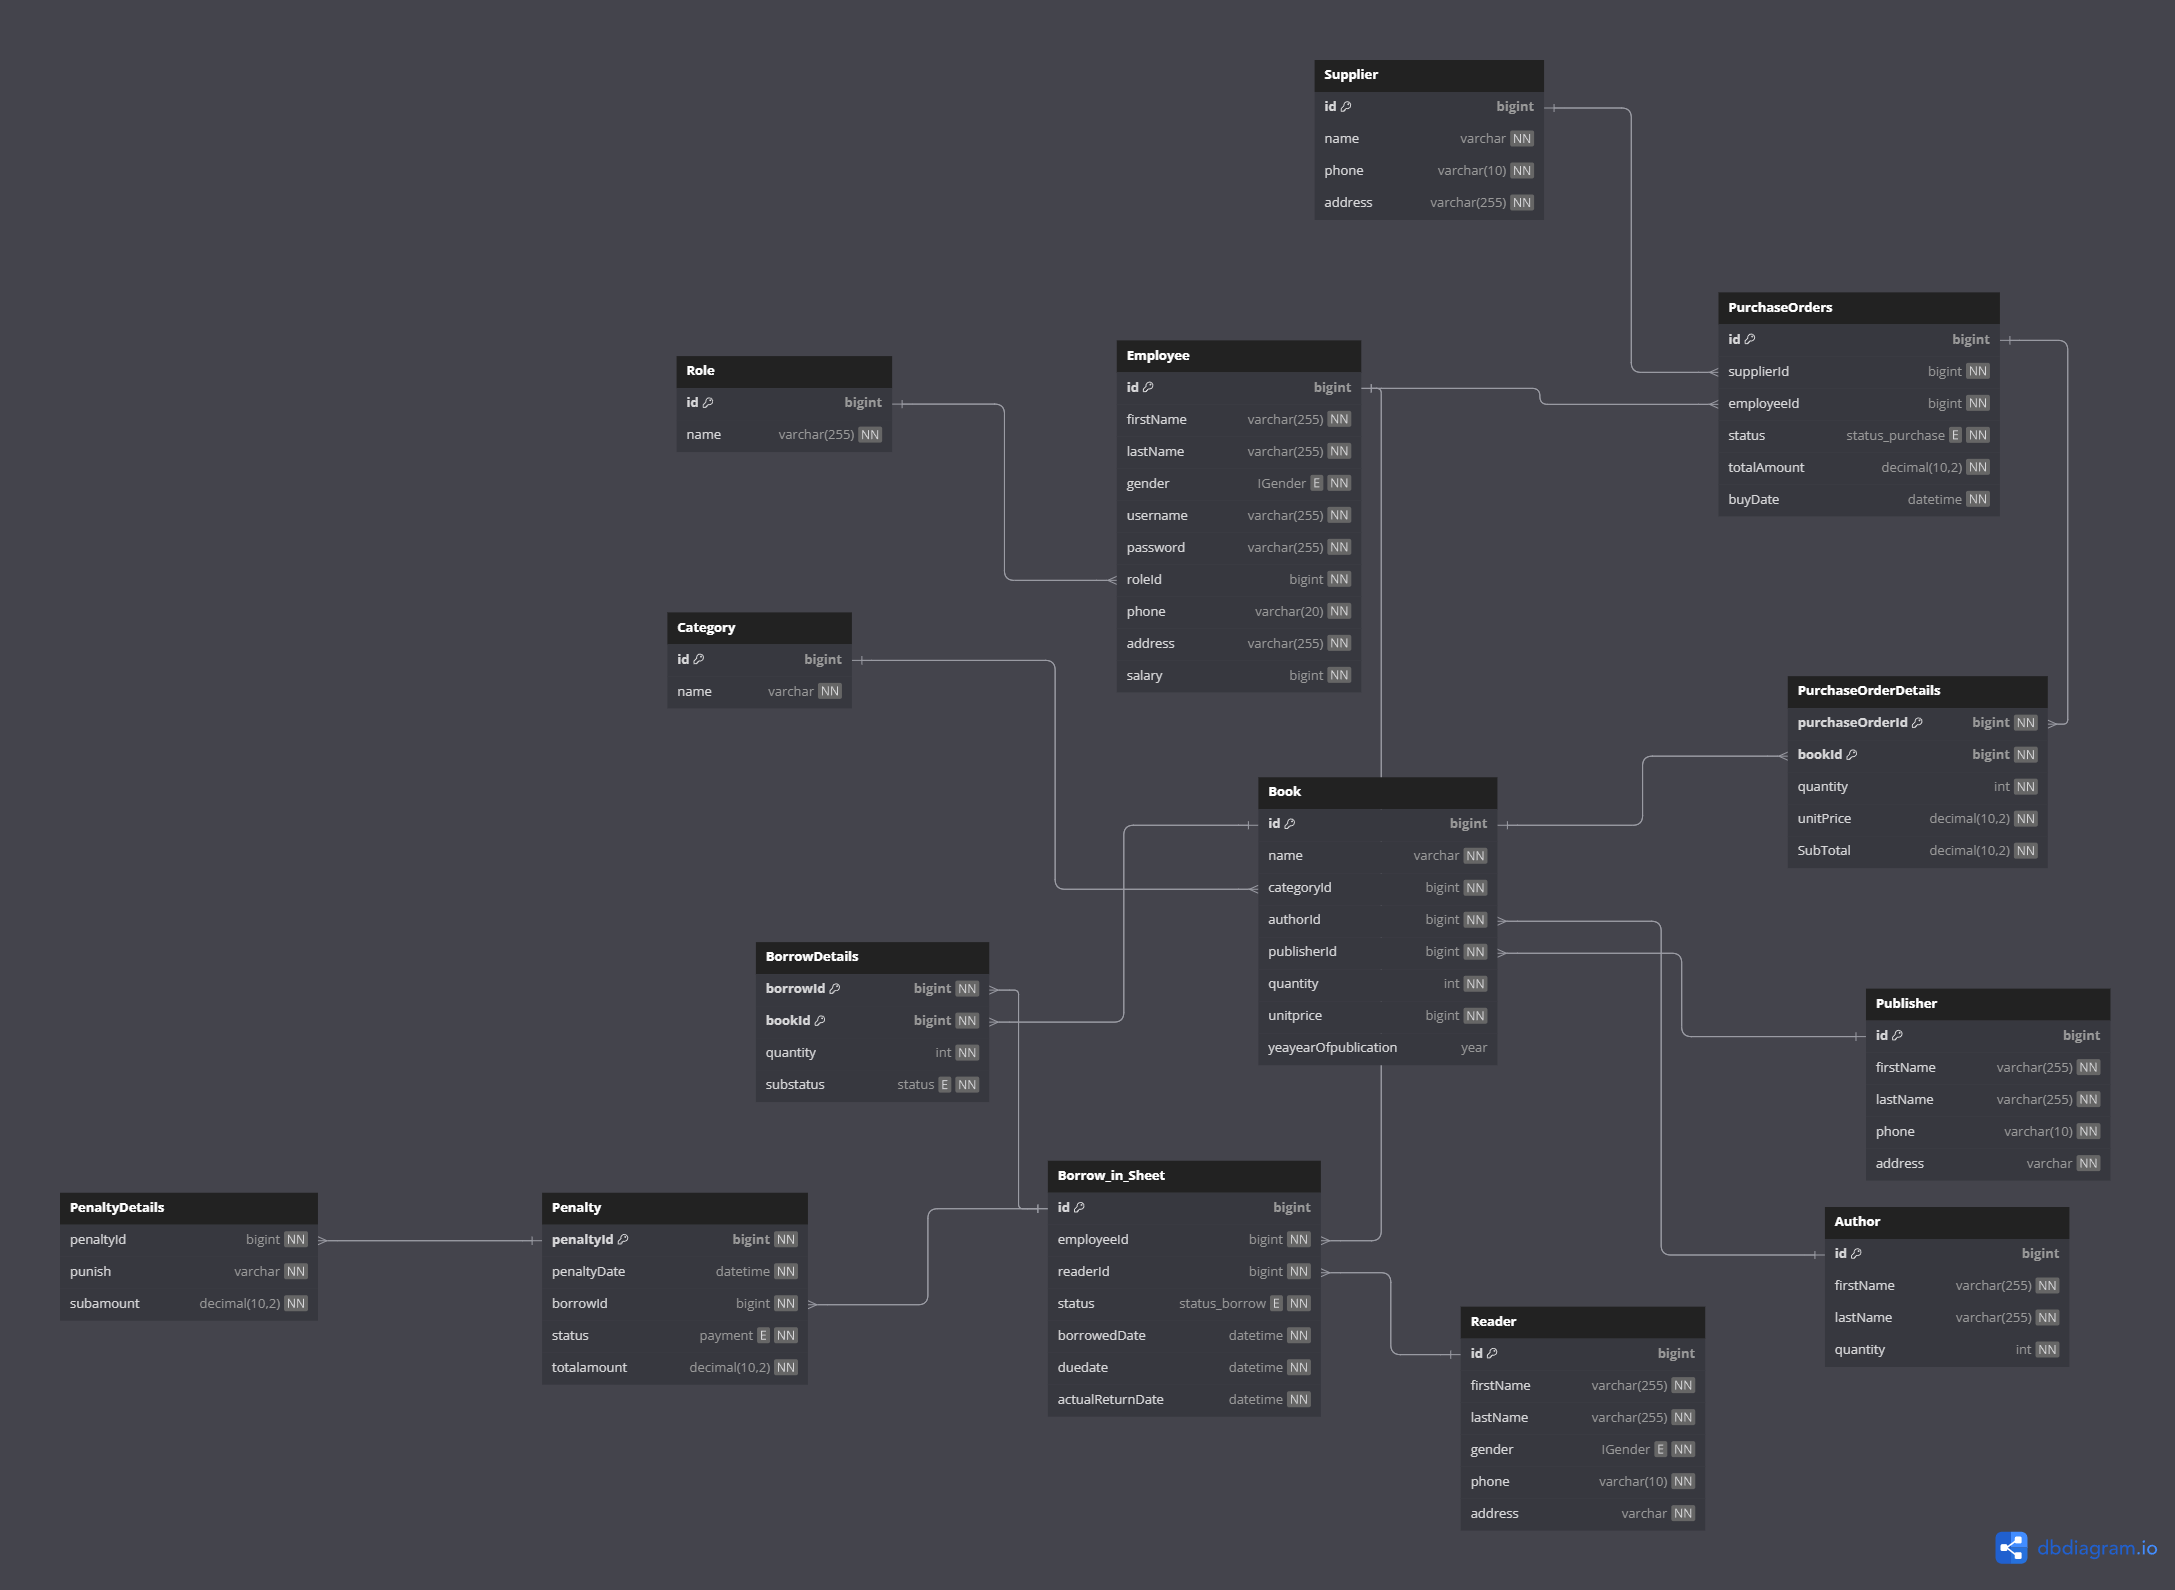 Supplier
id bigint
name varchar NN
phone varchar(10) NN
address varchar(255) NN
PurchaseOrders
id bigint
supplierId bigint NN
employeeId bigint NN
status status_purchase E NN
totalAmount decimal(10,2) NN
buyDate datetime NN
Role
id bigint
name varchar(255) NN
Employee
id bigint
firstName varchar(255) NN
lastName varchar(255) NN
gender IGender E NN
username varchar(255) NN
password varchar(255) NN
roleId bigint NN
phone varchar(20) NN
address varchar(255) NN
salary bigint NN
Category
id bigint
name varchar NN
PurchaseOrderDetails
purchaseOrderId bigint NN
bookId bigint NN
quantity int NN
unitPrice decimal(10,2) NN
SubTotal decimal(10,2) NN
Book
id bigint
name varchar NN
categoryId bigint NN
authorId bigint NN
publisherId bigint NN
quantity int NN
unitprice bigint NN
yeayearOfpublication year
BorrowDetails
borrowId bigint NN
bookId bigint NN
quantity int NN
substatus status E NN
Publisher
id bigint
firstName varchar(255) NN
lastName varchar(255) NN
phone varchar(10) NN
address varchar NN
PenaltyDetails
penaltyId bigint NN
punish varchar NN
subamount decimal(10,2) NN
Penalty
penaltyId bigint NN
penaltyDate datetime NN
borrowId bigint NN
status payment E NN
totalamount decimal(10,2) NN
Borrow_in_Sheet
id bigint
employeeId bigint NN
readerId bigint NN
status status_borrow E NN
borrowedDate datetime NN
duedate datetime NN
actualReturnDate datetime NN
Author
id bigint
firstName varchar(255) NN
lastName varchar(255) NN
quantity int NN
Reader
id bigint
firstName varchar(255) NN
lastName varchar(255) NN
gender IGender E NN
phone varchar(10) NN
address varchar NN
dbdiagram.io